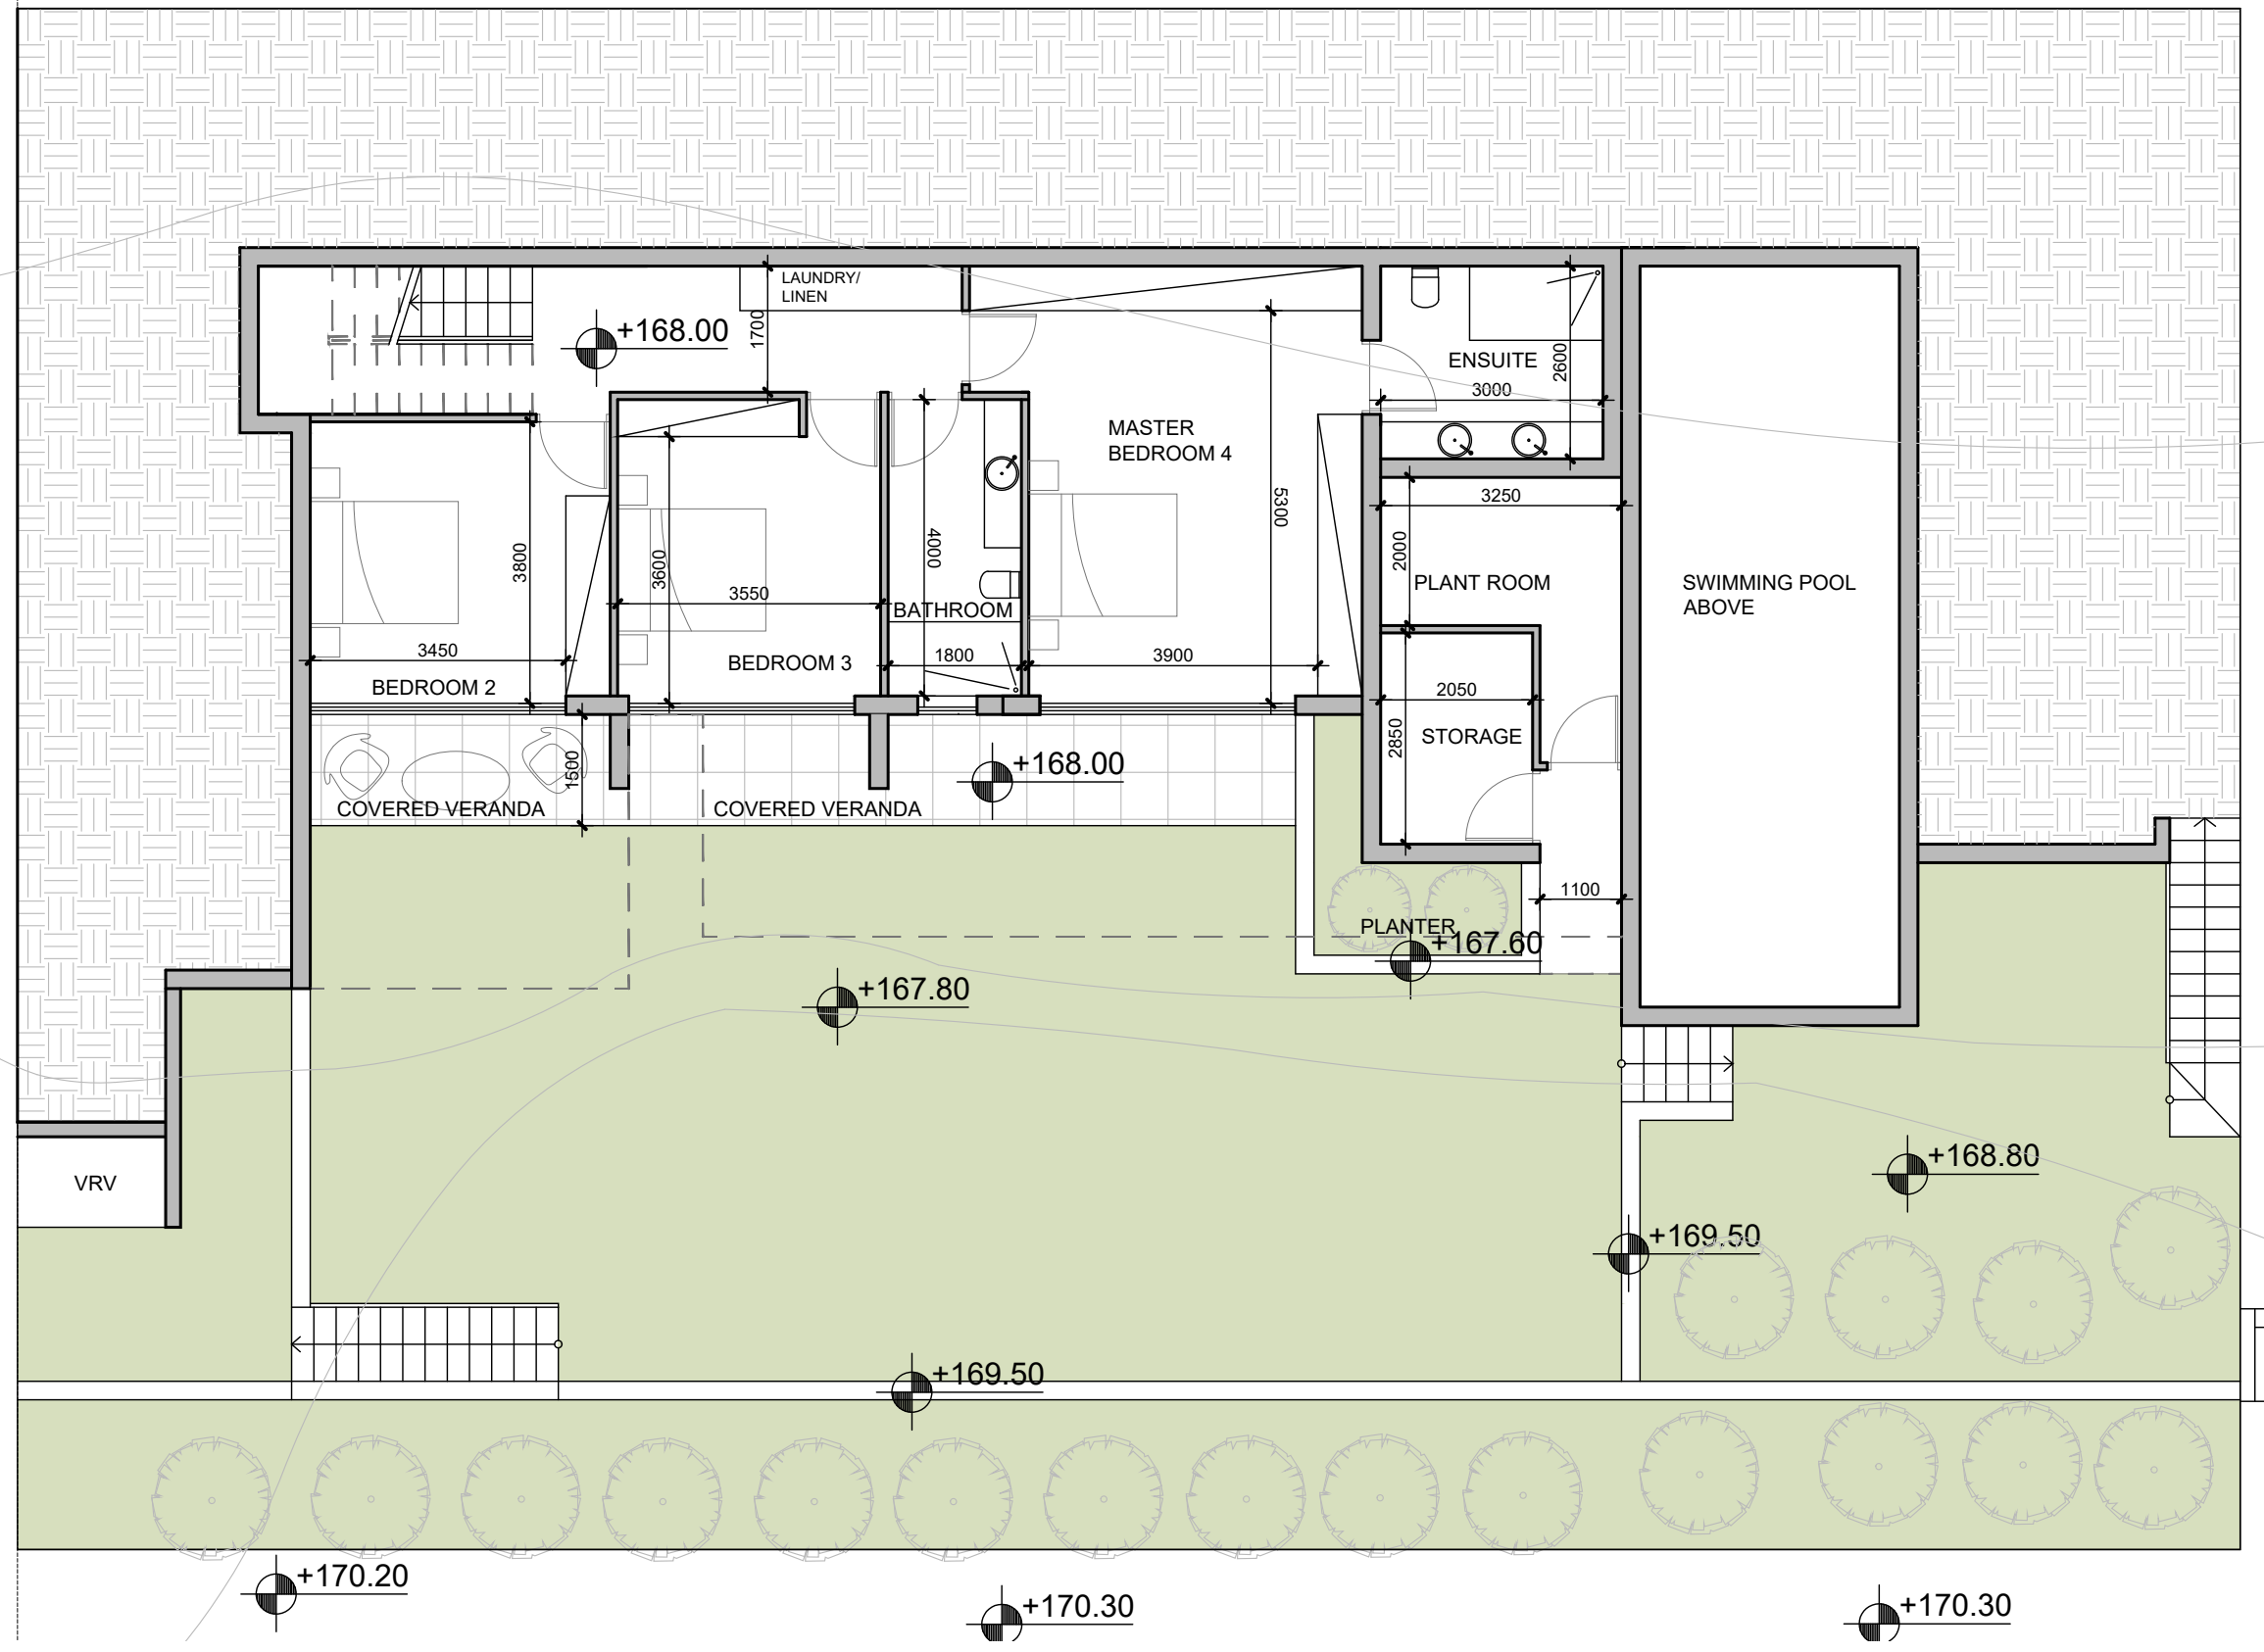 LAUNDRY/
LINEN
+168.00
1700
ENSUITE
2600
3000
MASTER
BEDROOM 4
5300
3250
3800
3600
4000
2000
3550
BATHROOM
PLANT ROOM
SWIMMING POOL
ABOVE
3450
BEDROOM 3
1800
3900
BEDROOM 2
2050
STORAGE
2850
1500
+168.00
COVERED VERANDA
COVERED VERANDA
1100
PLANTER
+167.60
+167.80
VRV
+168.80
+169.50
+169.50
+170.20
+170.30
+170.30